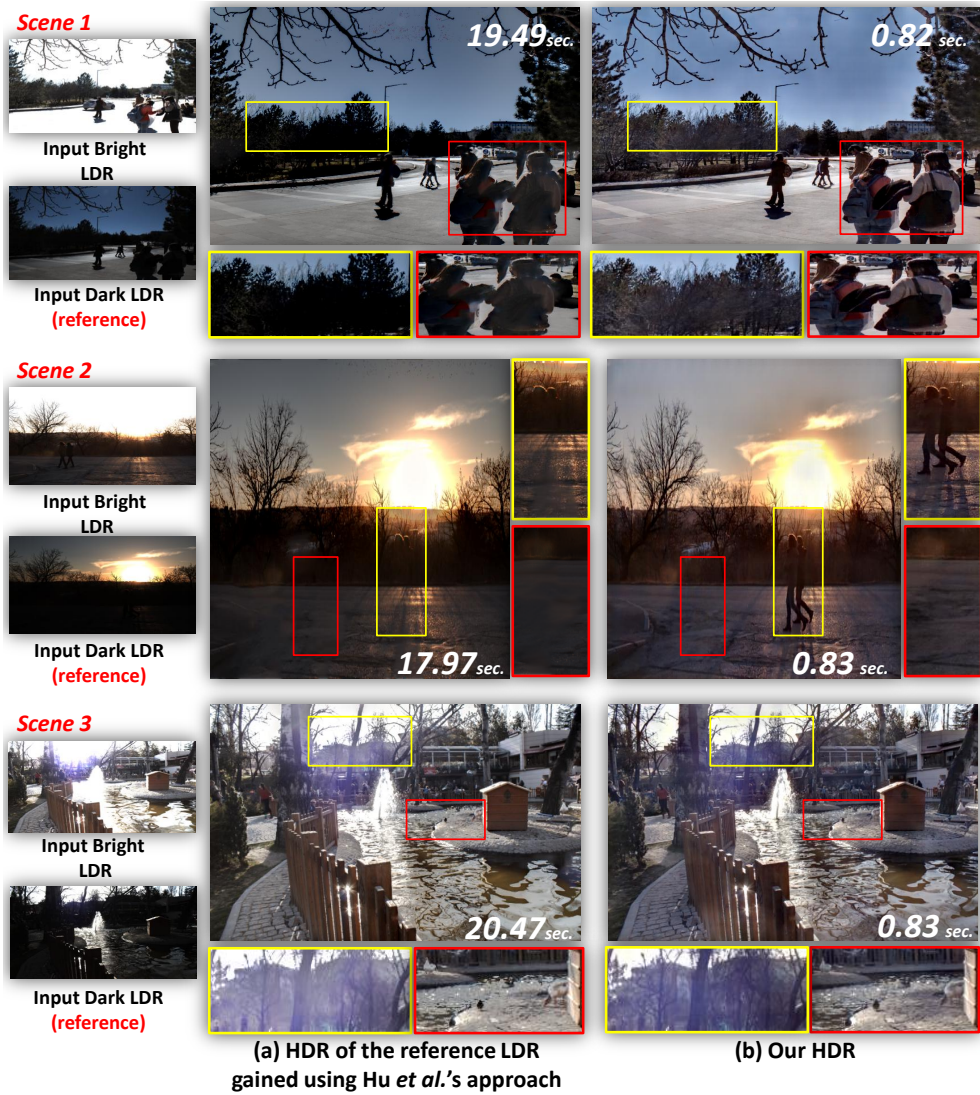 Scene 1
19.49sec.
0.82 sec.
Input Bright
LDR
Input Dark LDR
(reference)
Scene 2
Input Bright
LDR
Input Dark LDR
(reference)
17.97sec.
0.83 sec.
Scene 3
Input Bright
LDR
Input Dark LDR
(reference)
20.47sec.
0.83 sec.
(a) HDR of the reference LDR
gained using Hu et al.'s approach
(b) Our HDR